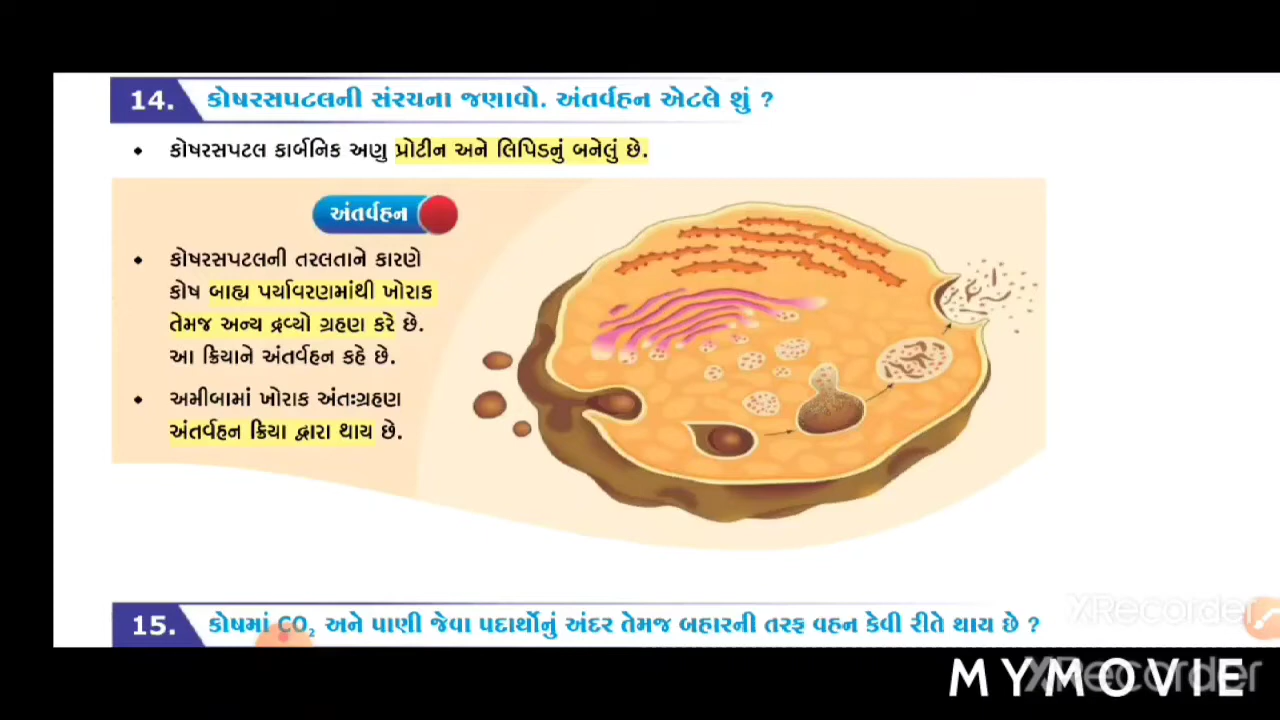 14. કોષરસપટલની સંરચના જણાવો. અંતર્વહન એટલે શું ?
• કોષરસપટલ કાર્બનિક અણુ પ્રોટીન અને લિપિડનું બનેલું છે.
અંતર્વહન
• કોષરસપટલની તરલતાને કારણે
કોષ બાહ્ય પર્યાવરણમાંથી ખોરાક
તેમજ અન્ય દ્રવ્યો ગ્રહણ કરે છે.
આ ક્રિયાને અંતર્વહન કહે છે.
• અમીબામાં ખોરાક અંતઃગ્રહણ
અંતર્વહન ક્રિયા દ્વારા થાય છે.
15. કોષમાં CO₂ અને પાણી જેવા પદાર્થોનું અંદર તેમજ બહારની તરફ વહન કેવી રીતે થાય છે ?
XRecorder
XRecorder
MYMOVIE